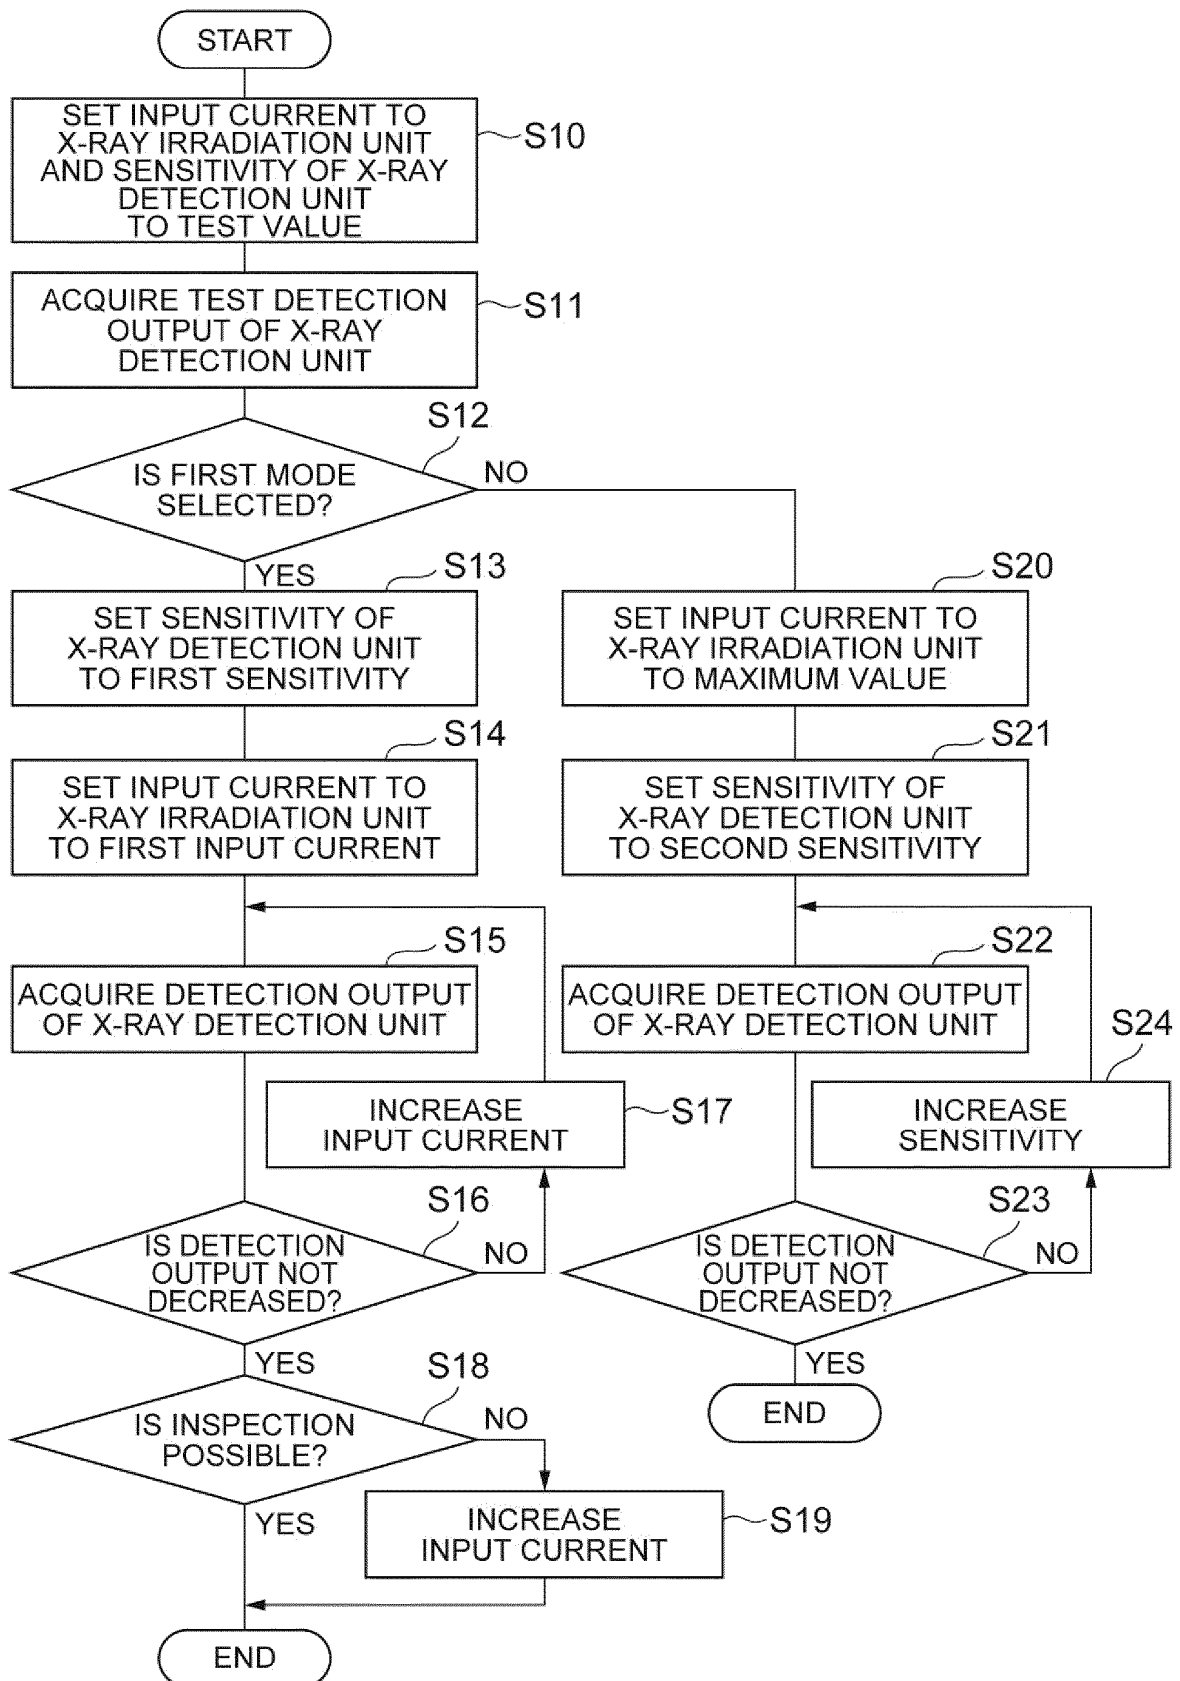 START
SET INPUT CURRENT TO
X-RAY IRRADIATION UNIT
AND SENSITIVITY OF X-RAY
DETECTION UNIT
TO TEST VALUE
S10
ACQUIRE TEST DETECTION
OUTPUT OF X-RAY
DETECTION UNIT
S11
S12
IS FIRST MODE
SELECTED?
NO
YES
S13
SET SENSITIVITY OF
X-RAY DETECTION UNIT
TO FIRST SENSITIVITY
S14
SET INPUT CURRENT TO
X-RAY IRRADIATION UNIT
TO FIRST INPUT CURRENT
S15
ACQUIRE DETECTION OUTPUT
OF X-RAY DETECTION UNIT
INCREASE
INPUT CURRENT
S17
S16
IS DETECTION
OUTPUT NOT
DECREASED?
NO
YES
S18
IS INSPECTION
POSSIBLE?
NO
YES
INCREASE
INPUT CURRENT
S19
END
S20
SET INPUT CURRENT TO
X-RAY IRRADIATION UNIT
TO MAXIMUM VALUE
S21
SET SENSITIVITY OF
X-RAY DETECTION UNIT
TO SECOND SENSITIVITY
S22
ACQUIRE DETECTION OUTPUT
OF X-RAY DETECTION UNIT
S24
INCREASE
SENSITIVITY
S23
IS DETECTION
OUTPUT NOT
DECREASED?
NO
YES
END